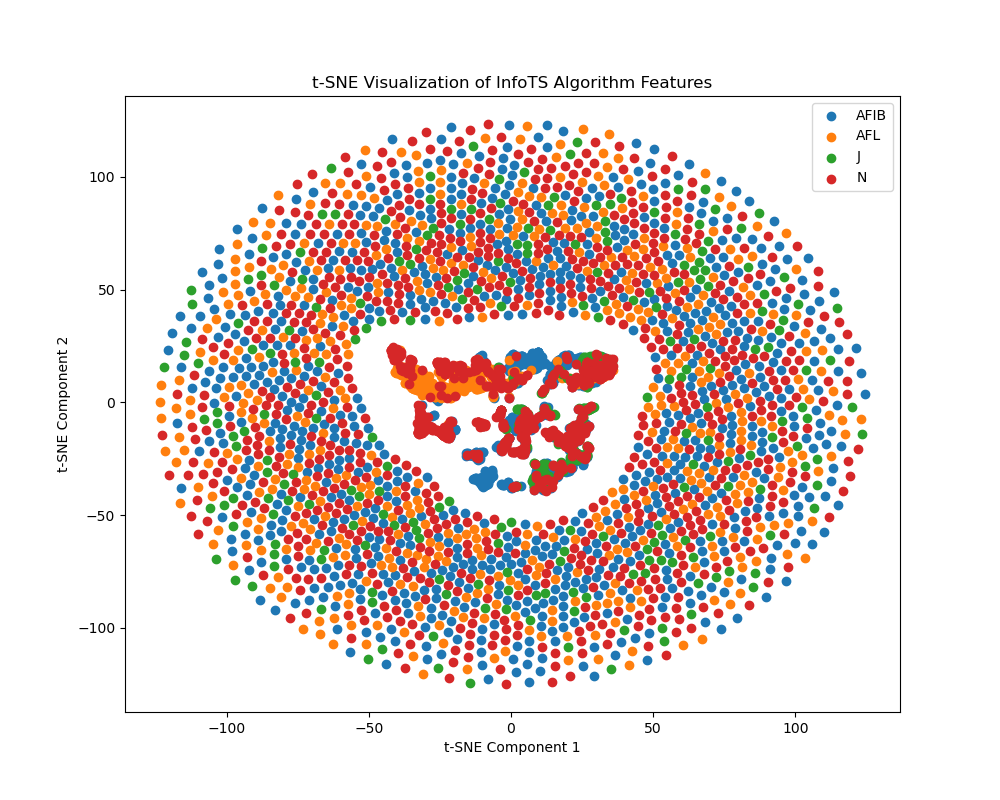 t-SNE Visualization of InfoTS Algorithm Features
AFIB
AFL
J
N
100
50
0
−50
−100
t-SNE Component 2
−100
−50
0
50
100
t-SNE Component 1